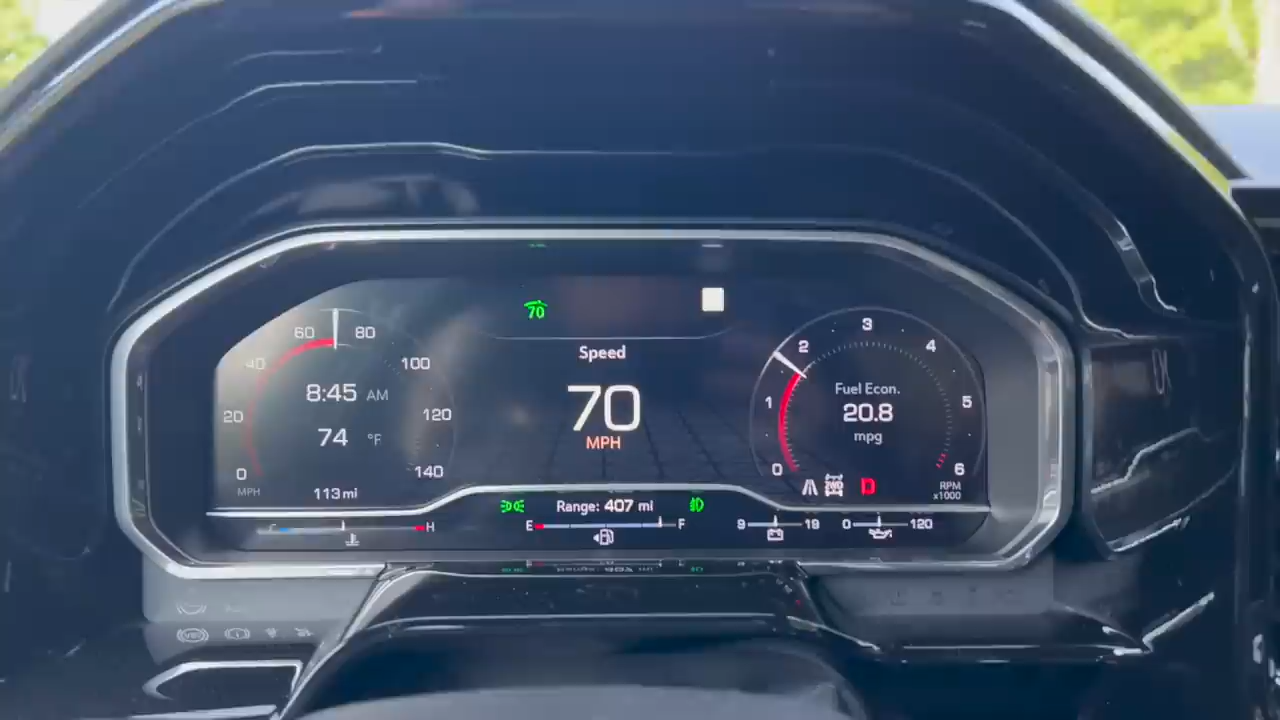 70
Speed
70
MPH
0
20
40
60
80
100
120
140
MPH
8:45 AM
74 °F
113 mi
0
1
2
3
4
5
6
RPM
x1000
Fuel Econ.
20.8
mpg
2WD
D
Range: 407 mi
C H
E F
9 19
0 120